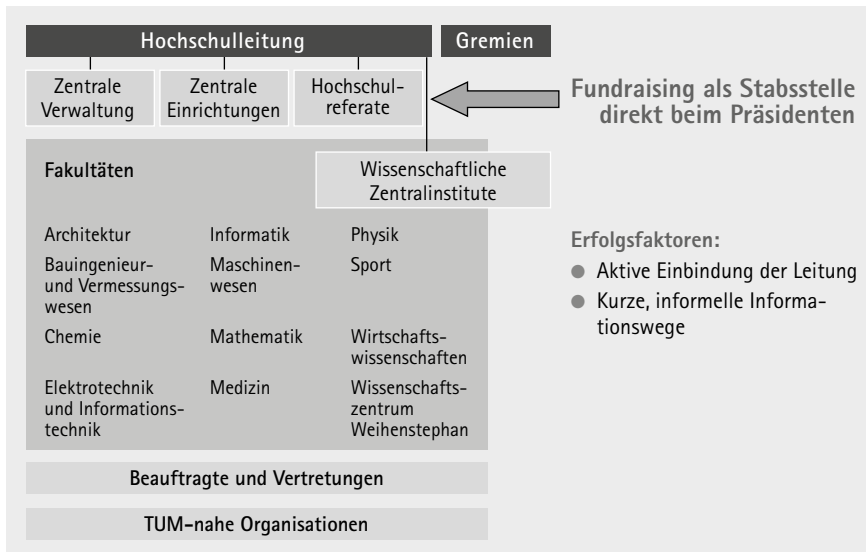 Hochschulleitung
Gremien
Zentrale
Verwaltung
Zentrale
Einrichtungen
Hochschul-
referate
Fundraising als Stabsstelle
direkt beim Präsidenten
Fakultäten
Wissenschaftliche
Zentralinstitute
Architektur
Informatik
Physik
Bauingenieur-
und Vermessungs-
wesen
Maschinen-
wesen
Sport
Chemie
Mathematik
Wirtschafts-
wissenschaften
Elektrotechnik
und Informations-
technik
Medizin
Wissenschafts-
zentrum
Weihenstephan
Erfolgsfaktoren:
● Aktive Einbindung der Leitung
● Kurze, informelle Informa-
tionswege
Beauftragte und Vertretungen
TUM-nahe Organisationen